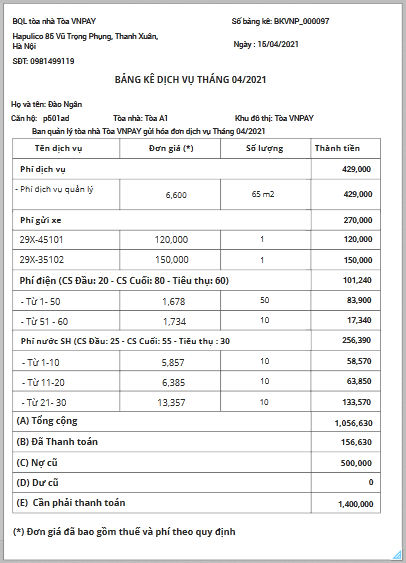 BQL tòa nhà Tòa VNPAY
Số bảng kê: BKVNP_000097
Hapulico 85 Vũ Trọng Phụng, Thanh Xuân,
Hà Nội
Ngày : 15/04/2021
SĐT: 0981499119
BẢNG KÊ DỊCH VỤ THÁNG 04/2021
Họ và tên: Đào Ngân
Căn hộ: p501ad Tòa nhà: Tòa A1 Khu đô thị: Tòa VNPAY
Ban quản lý tòa nhà Tòa VNPAY gửi hóa đơn dịch vụ Tháng 04/2021
Tên dịch vụ Đơn giá (*) Số lượng Thành tiền
Phí dịch vụ 429,000
- Phí dịch vụ quản lý 6,600 65 m2 429,000
Phí gửi xe 270,000
29X-45101 120,000 1 120,000
29X-35102 150,000 1 150,000
Phí điện (CS Đầu: 20 - CS Cuối: 80 - Tiêu thụ: 60) 101,240
- Từ 1- 50 1,678 50 83,900
- Từ 51 - 60 1,734 10 17,340
Phí nước SH (CS Đầu: 25 - CS Cuối: 55 - Tiêu thụ : 30 256,390
- Từ 1-10 5,857 10 58,570
- Từ 11-20 6,385 10 63,850
- Từ 21- 30 13,357 10 133,570
(A) Tổng cộng 1,056,630
(B) Đã Thanh toán 156,630
(C) Nợ cũ 500,000
(D) Dư cũ 0
(E) Cần phải thanh toán 1,400,000
(*) Đơn giá đã bao gồm thuế và phí theo quy định